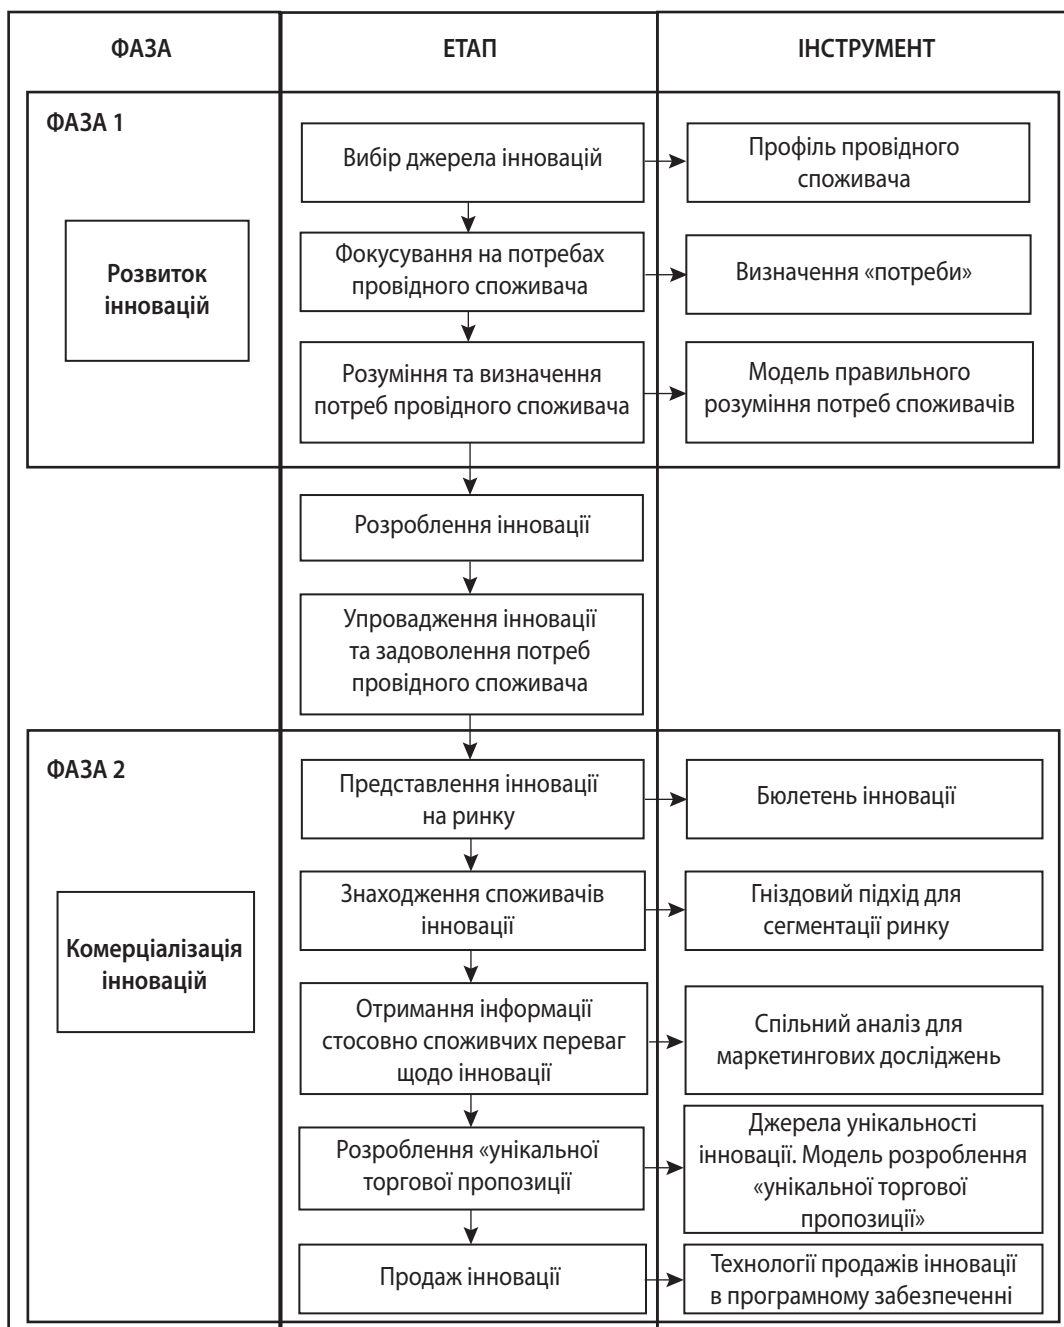 ФАЗА
ЕТАП
ІНСТРУМЕНТ
ФАЗА 1
Розвиток
інновацій
Вибір джерела інновацій
Профіль провідного
споживача
Фокусування на потребах
провідного споживача
Визначення «потреби»
Розуміння та визначення
потреб провідного споживача
Модель правильного
розуміння потреб споживачів
Розроблення інновації
Упровадження інновації
та задоволення потреб
провідного споживача
ФАЗА 2
Комерціалізація
інновацій
Представлення інновації
на ринку
Бюлетень інновації
Знаходження споживачів
інновації
Гніздовий підхід для
сегментації ринку
Отримання інформації
стосовно споживчих переваг
щодо інновації
Спільний аналіз для
маркетингових досліджень
Розроблення «унікальної
торгової пропозиції
Джерела унікальності
інновації. Модель розроблення
«унікальної торгової
пропозиції»
Продаж інновації
Технології продажів інновації
в програмному забезпеченні